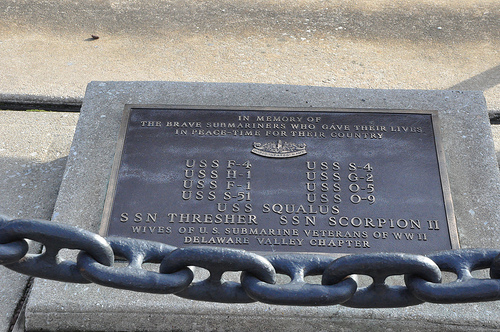 IN MEMORY OF
THE BRAVE SUBMARINERS WHO GAVE THEIR LIVES
IN PEACE-TIME FOR THEIR COUNTRY
USS F-4 USS S-4
USS H-1 USS G-2
USS F-1 USS O-5
USS S-51 USS O-9
USS SQUALUS
SSN THRESHER SSN SCORPION II
WIVES OF U.S. SUBMARINE VETERANS OF WW II
DELAWARE VALLEY CHAPTER